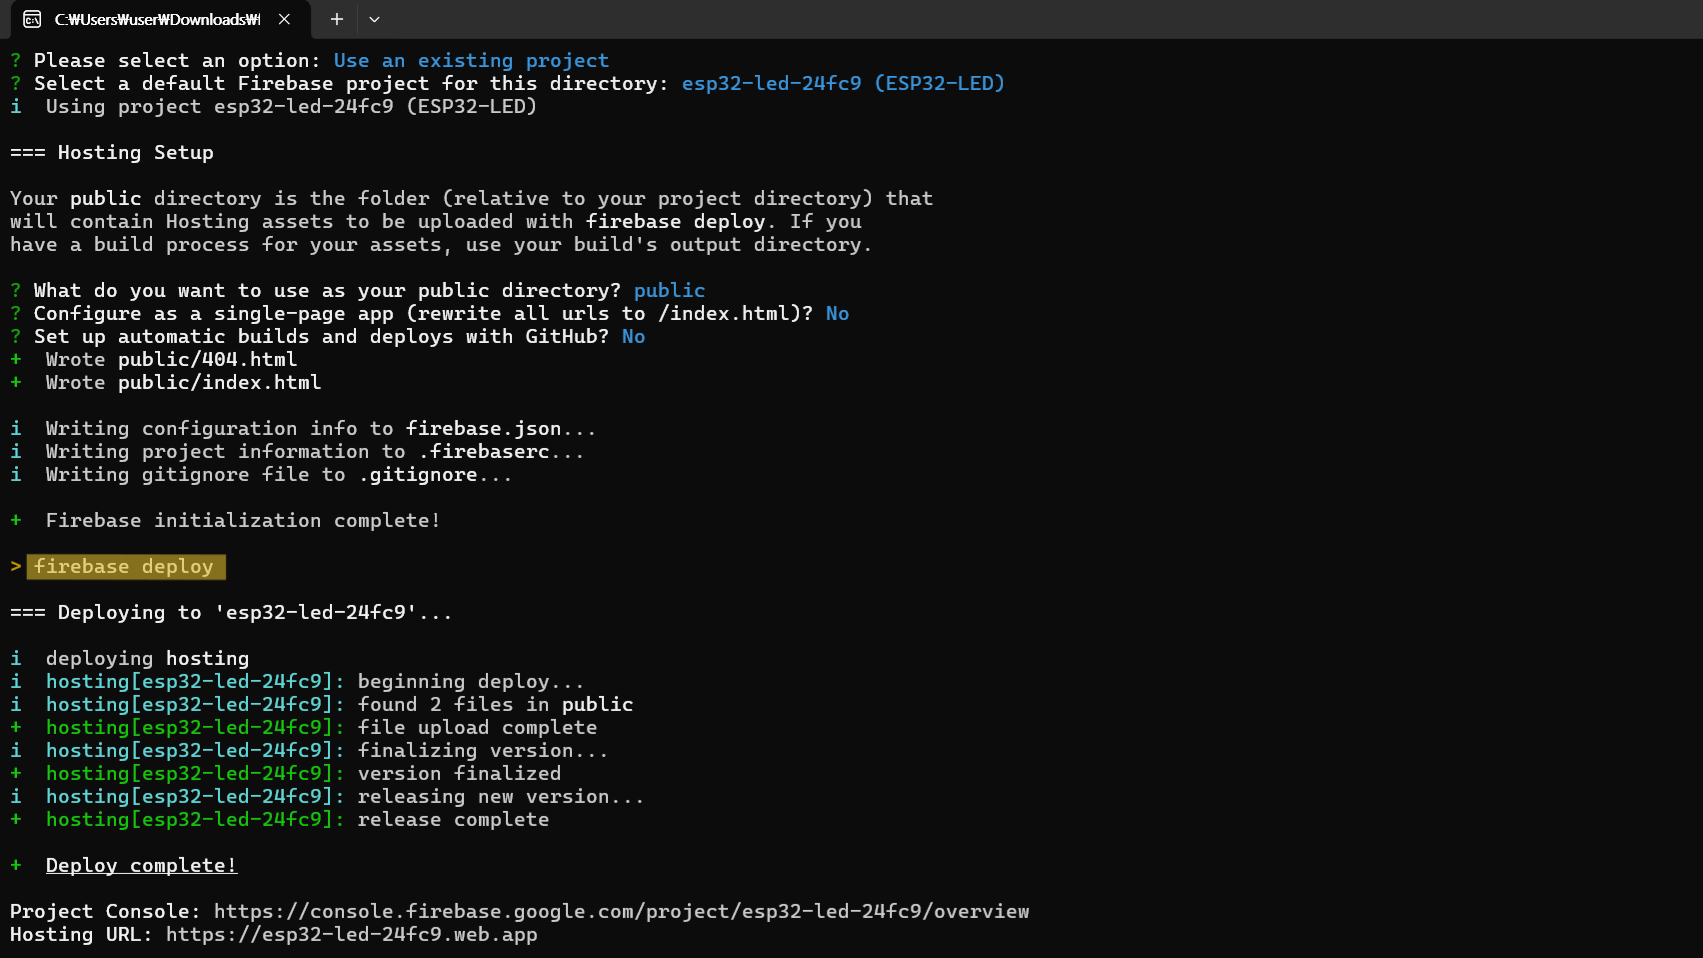 C:₩Users₩user₩Downloads₩
? Please select an option: Use an existing project
? Select a default Firebase project for this directory: esp32-led-24fc9 (ESP32-LED)
i  Using project esp32-led-24fc9 (ESP32-LED)
=== Hosting Setup
Your public directory is the folder (relative to your project directory) that
will contain Hosting assets to be uploaded with firebase deploy. If you
have a build process for your assets, use your build's output directory.
? What do you want to use as your public directory? public
? Configure as a single-page app (rewrite all urls to /index.html)? No
? Set up automatic builds and deploys with GitHub? No
+  Wrote public/404.html
+  Wrote public/index.html
i  Writing configuration info to firebase.json...
i  Writing project information to .firebaserc...
i  Writing gitignore file to .gitignore...
+  Firebase initialization complete!
> firebase deploy
=== Deploying to 'esp32-led-24fc9'...
i  deploying hosting
i  hosting[esp32-led-24fc9]: beginning deploy...
i  hosting[esp32-led-24fc9]: found 2 files in public
+  hosting[esp32-led-24fc9]: file upload complete
i  hosting[esp32-led-24fc9]: finalizing version...
+  hosting[esp32-led-24fc9]: version finalized
i  hosting[esp32-led-24fc9]: releasing new version...
+  hosting[esp32-led-24fc9]: release complete
+  Deploy complete!
Project Console: https://console.firebase.google.com/project/esp32-led-24fc9/overview
Hosting URL: https://esp32-led-24fc9.web.app